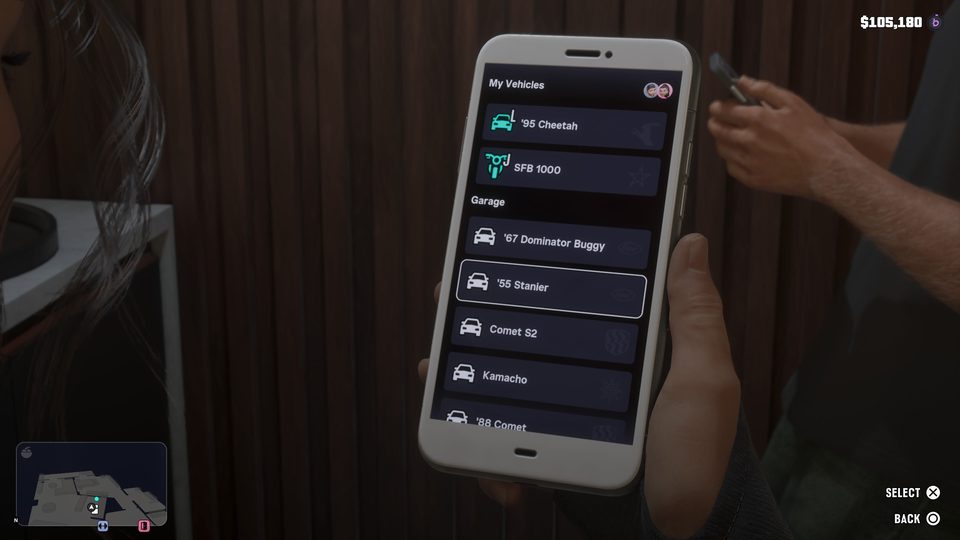 $105,180
My Vehicles
'95 Cheetah
L
SFB 1000
J
Garage
'67 Dominator Buggy
'55 Stanier
Comet S2
Kamacho
'88 Comet
SELECT
BACK
N